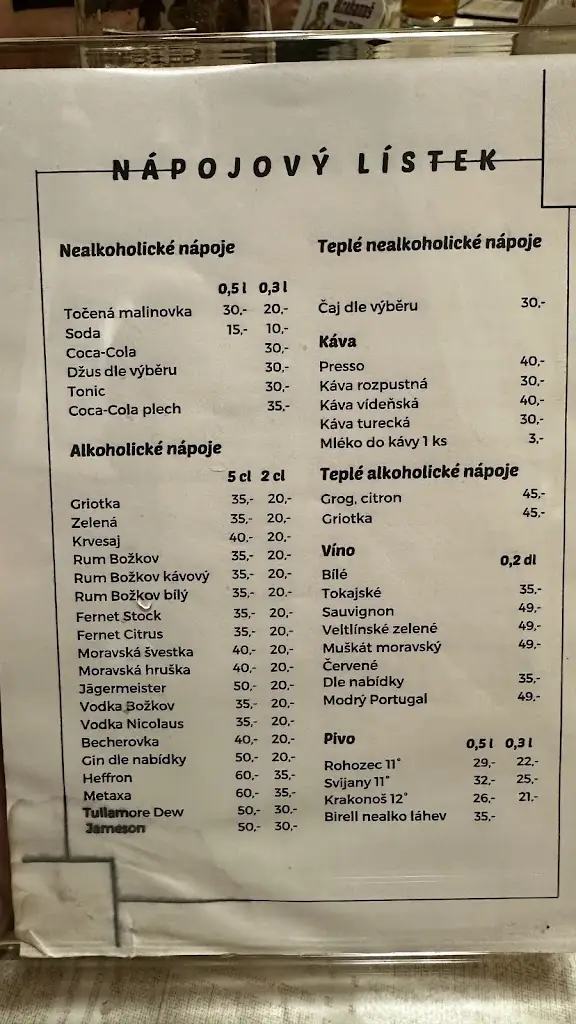 NÁPOJOVÝ LÍSTEK
Nealkoholické nápoje
0,5 l 0,3 l
Točená malinovka 30,- 20,-
Soda 15,- 10,-
Coca-Cola 30,-
Džus dle výběru 30,-
Tonic 30,-
Coca-Cola plech 35,-
Alkoholické nápoje
5 cl 2 cl
Griotka 35,- 20,-
Zelená 35,- 20,-
Krvesaj 40,- 20,-
Rum Božkov 35,- 20,-
Rum Božkov kávový 35,- 20,-
Rum Božkov bílý 35,- 20,-
Fernet Stock 35,- 20,-
Fernet Citrus 35,- 20,-
Moravská švestka 40,- 20,-
Moravská hruška 40,- 20,-
Jägermeister 50,- 20,-
Vodka Božkov 35,- 20,-
Vodka Nicolaus 35,- 20,-
Becherovka 40,- 20,-
Gin dle nabídky 50,- 20,-
Heffron 60,- 35,-
Metaxa 60,- 35,-
Tullamore Dew 50,- 30,-
Jameson 50,- 30,-
Teplé nealkoholické nápoje
Čaj dle výběru 30,-
Káva
Presso 40,-
Káva rozpustná 30,-
Káva vídeňská 40,-
Káva turecká 30,-
Mléko do kávy 1 ks 3,-
Teplé alkoholické nápoje
Grog, citron 45,-
Griotka 45,-
Víno
0,2 dl
Bílé
Tokajské 35,-
Sauvignon 49,-
Veltlínské zelené 49,-
Muškát moravský 49,-
Červené
Dle nabídky 35,-
Modrý Portugal 49,-
Pivo 0,5 l 0,3 l
Rohozec 11° 29,- 22,-
Svijany 11° 32,- 25,-
Krakonoš 12° 26,- 21,-
Birell nealko láhev 35,-